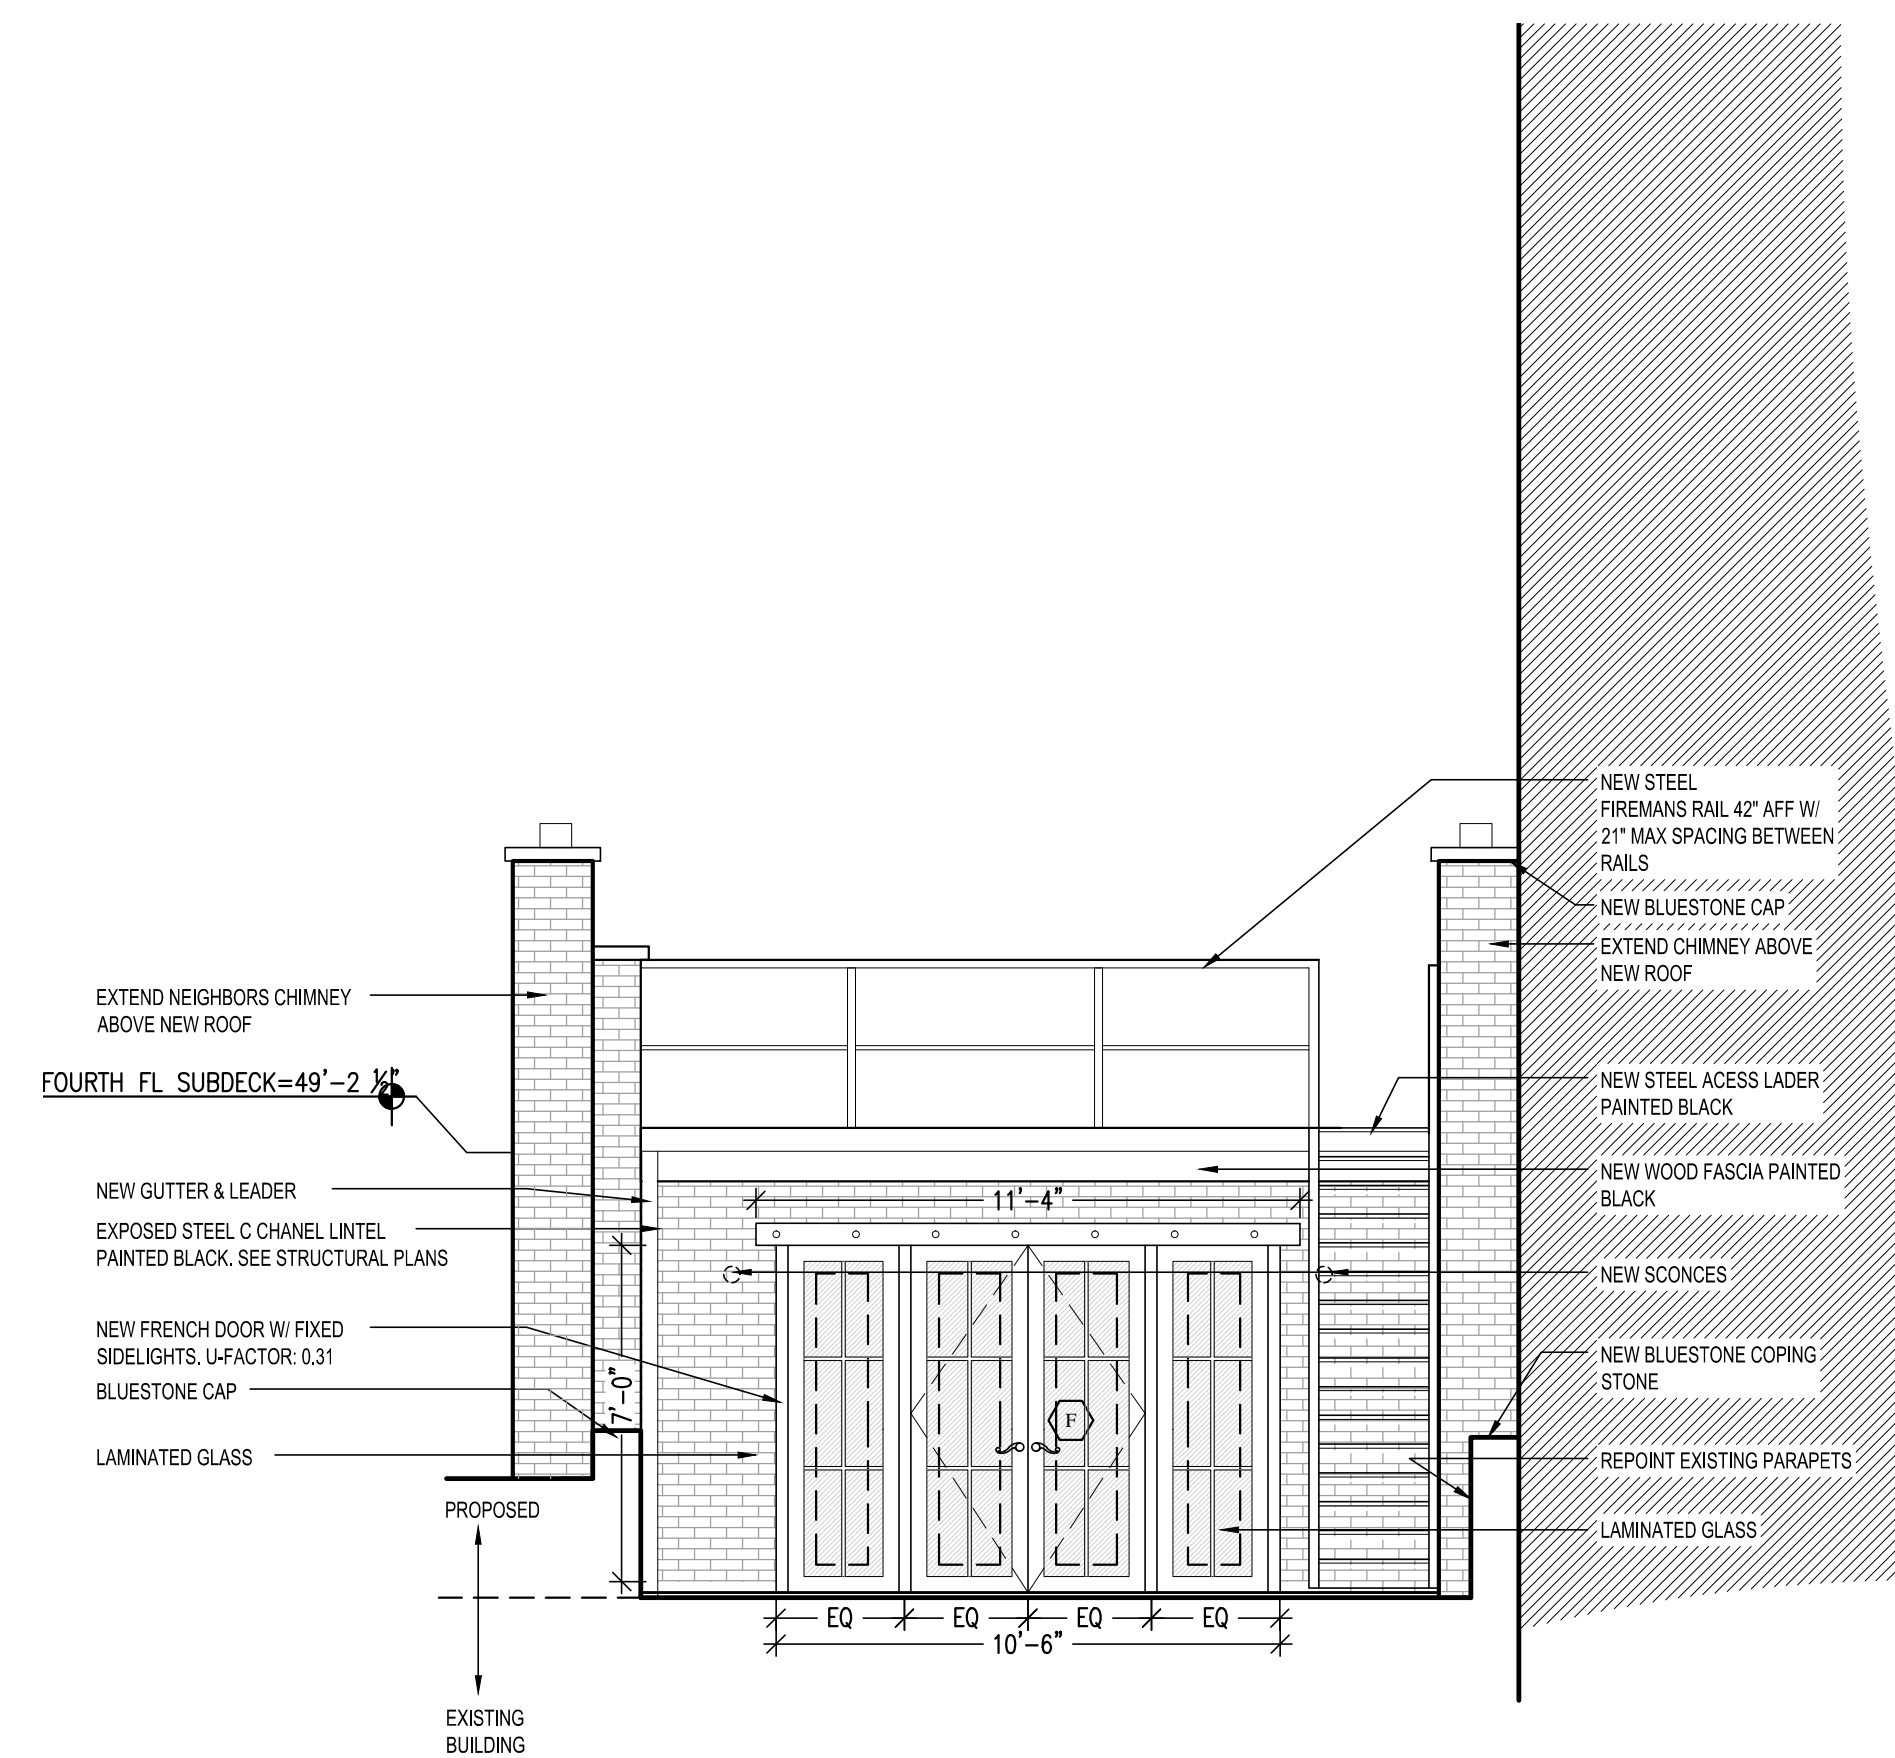 NEW STEEL
FIREMANS RAIL 42" AFF W/
21" MAX SPACING BETWEEN
RAILS
NEW BLUESTONE CAP
EXTEND CHIMNEY ABOVE
NEW ROOF
EXTEND NEIGHBORS CHIMNEY
ABOVE NEW ROOF
FOURTH FL SUBDECK=49'-2 ½"
NEW STEEL ACESS LADER
PAINTED BLACK
NEW WOOD FASCIA PAINTED
BLACK
NEW GUTTER & LEADER
11'-4"
EXPOSED STEEL C CHANEL LINTEL
PAINTED BLACK. SEE STRUCTURAL PLANS
NEW SCONCES
NEW FRENCH DOOR W/ FIXED
SIDELIGHTS. U-FACTOR: 0.31
NEW BLUESTONE COPING
STONE
BLUESTONE CAP
7'-0"
F
LAMINATED GLASS
REPOINT EXISTING PARAPETS
PROPOSED
LAMINATED GLASS
EQ EQ EQ EQ
10'-6"
EXISTING
BUILDING